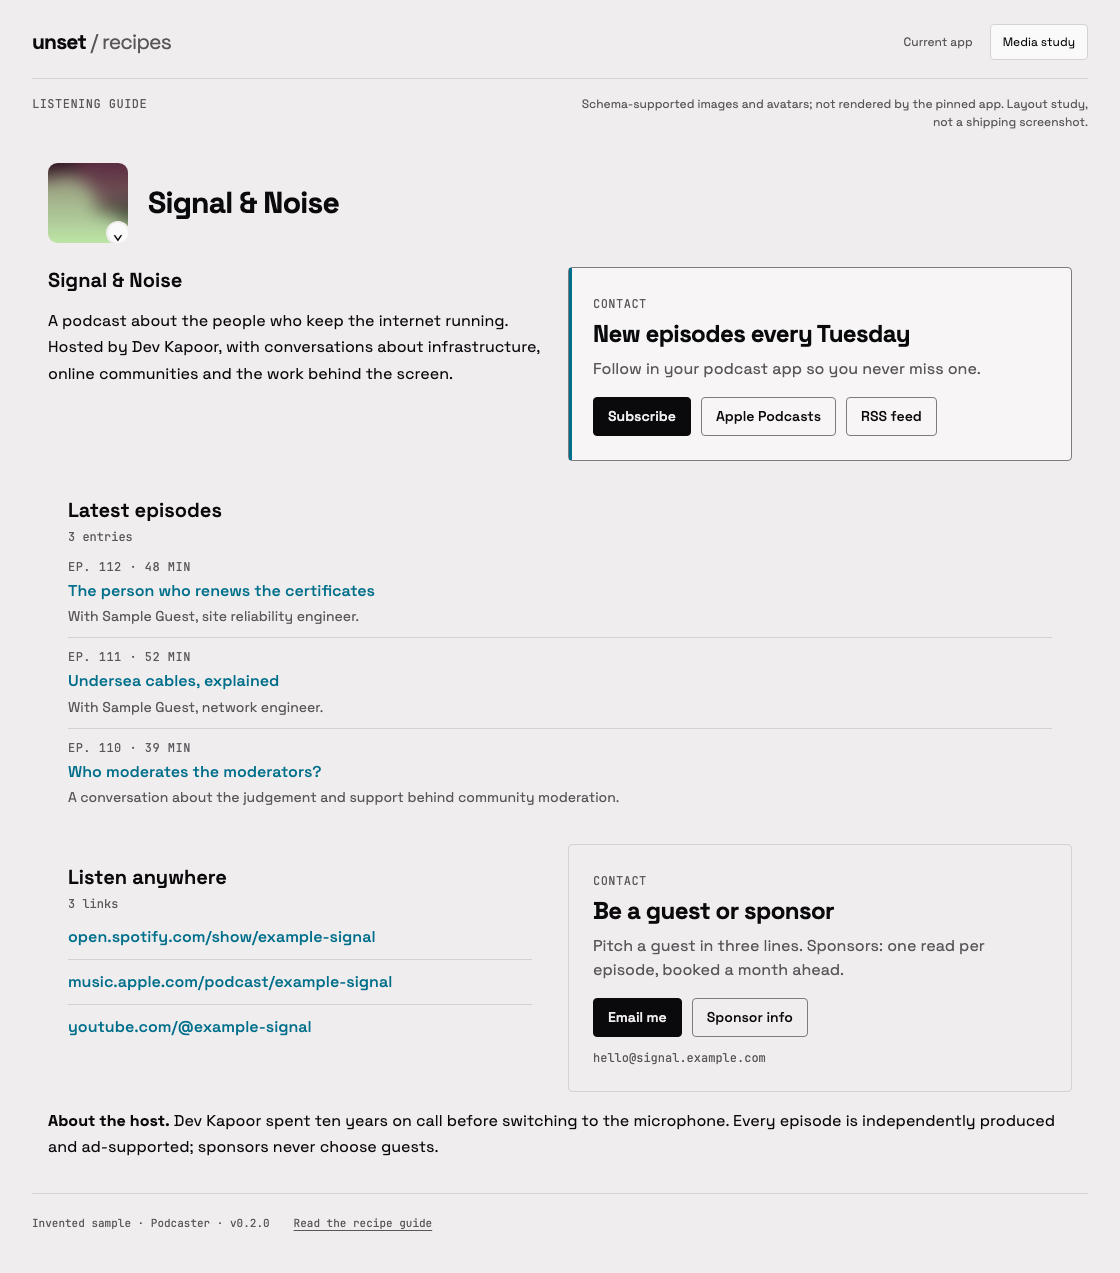 unset / recipes
Current app
Media study
LISTENING GUIDE
Schema-supported images and avatars; not rendered by the pinned app. Layout study,
not a shipping screenshot.
Signal & Noise
Signal & Noise
A podcast about the people who keep the internet running.
Hosted by Dev Kapoor, with conversations about infrastructure,
online communities and the work behind the screen.
CONTACT
New episodes every Tuesday
Follow in your podcast app so you never miss one.
Subscribe
Apple Podcasts
RSS feed
Latest episodes
3 entries
EP. 112 · 48 MIN
The person who renews the certificates
With Sample Guest, site reliability engineer.
EP. 111 · 52 MIN
Undersea cables, explained
With Sample Guest, network engineer.
EP. 110 · 39 MIN
Who moderates the moderators?
A conversation about the judgement and support behind community moderation.
Listen anywhere
3 links
open.spotify.com/show/example-signal
music.apple.com/podcast/example-signal
youtube.com/@example-signal
CONTACT
Be a guest or sponsor
Pitch a guest in three lines. Sponsors: one read per
episode, booked a month ahead.
Email me
Sponsor info
hello@signal.example.com
About the host. Dev Kapoor spent ten years on call before switching to the microphone. Every episode is independently produced
and ad-supported; sponsors never choose guests.
Invented sample · Podcaster · v0.2.0
Read the recipe guide